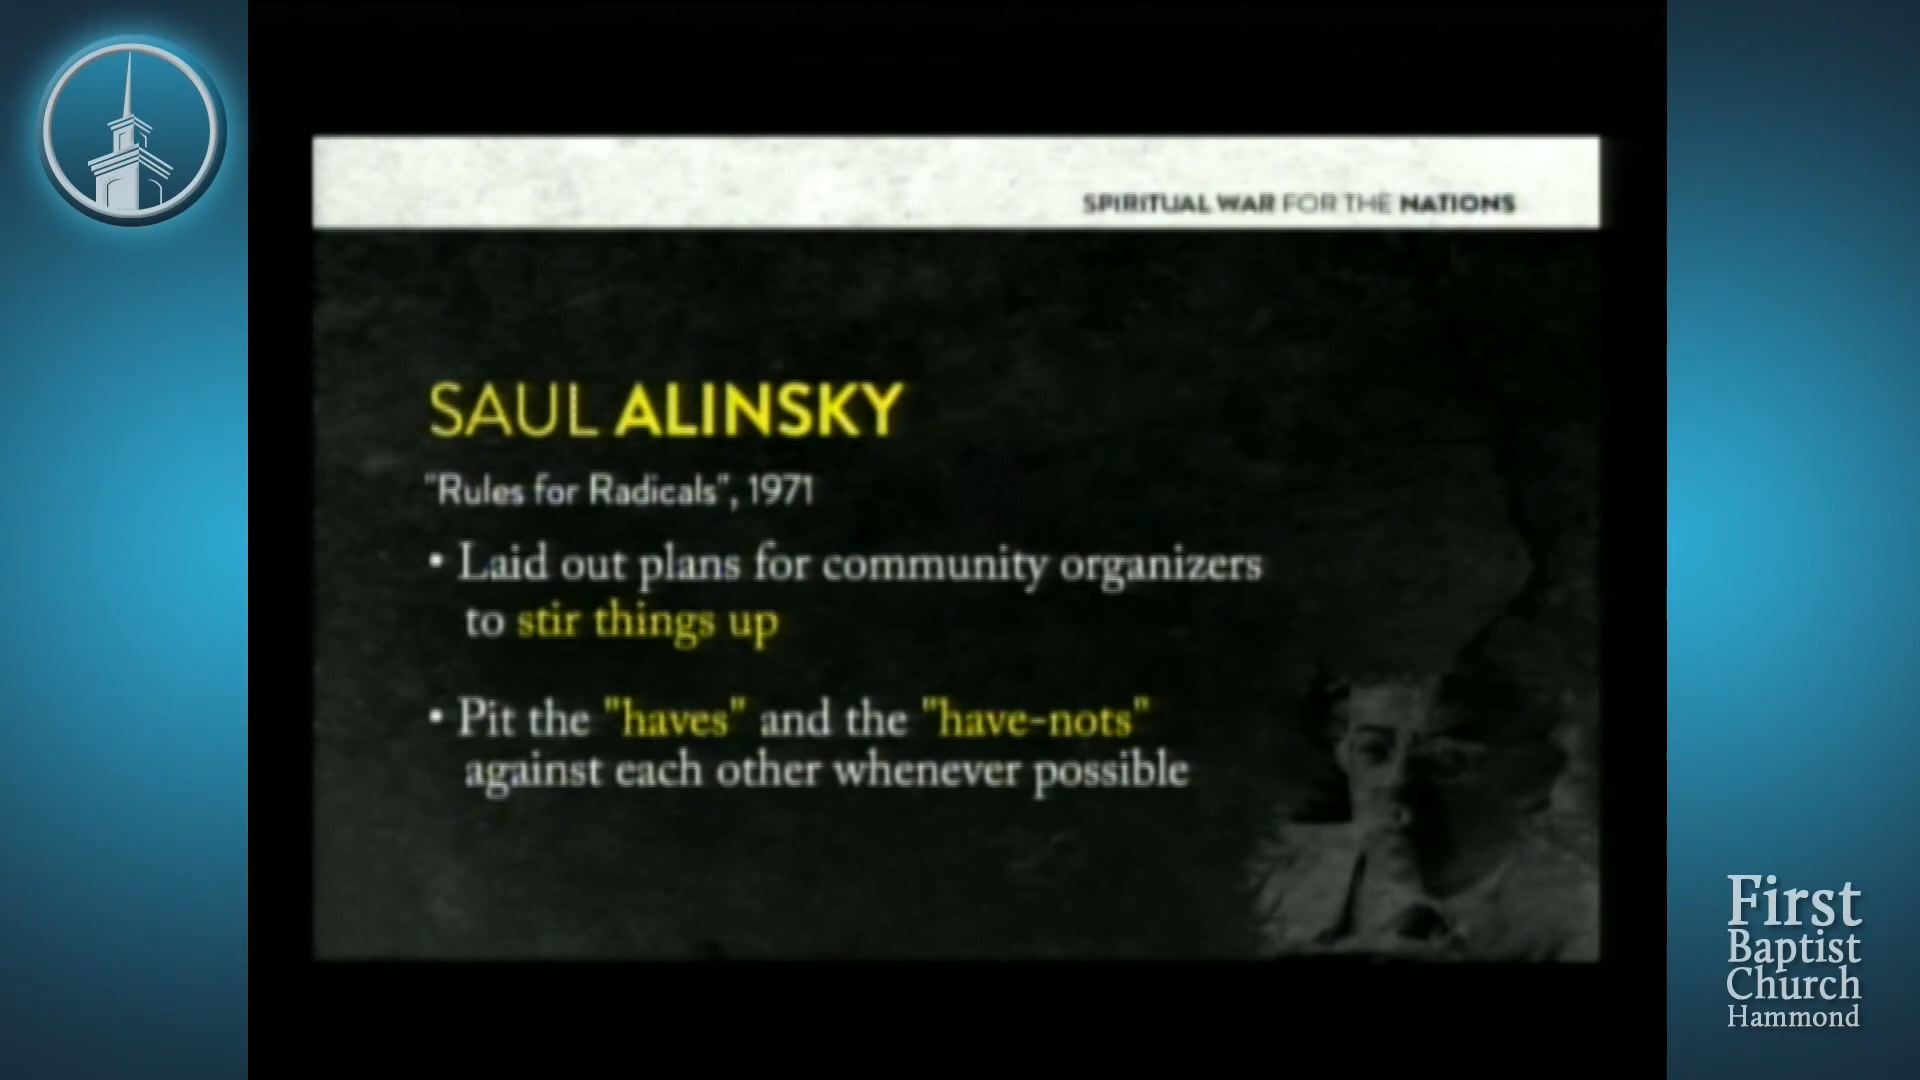 SPIRITUAL WAR FOR THE NATIONS
SAUL ALINSKY
"Rules for Radicals", 1971
• Laid out plans for community organizers
to stir things up
• Pit the "haves" and the "have-nots"
against each other whenever possible
First
Baptist
Church
Hammond